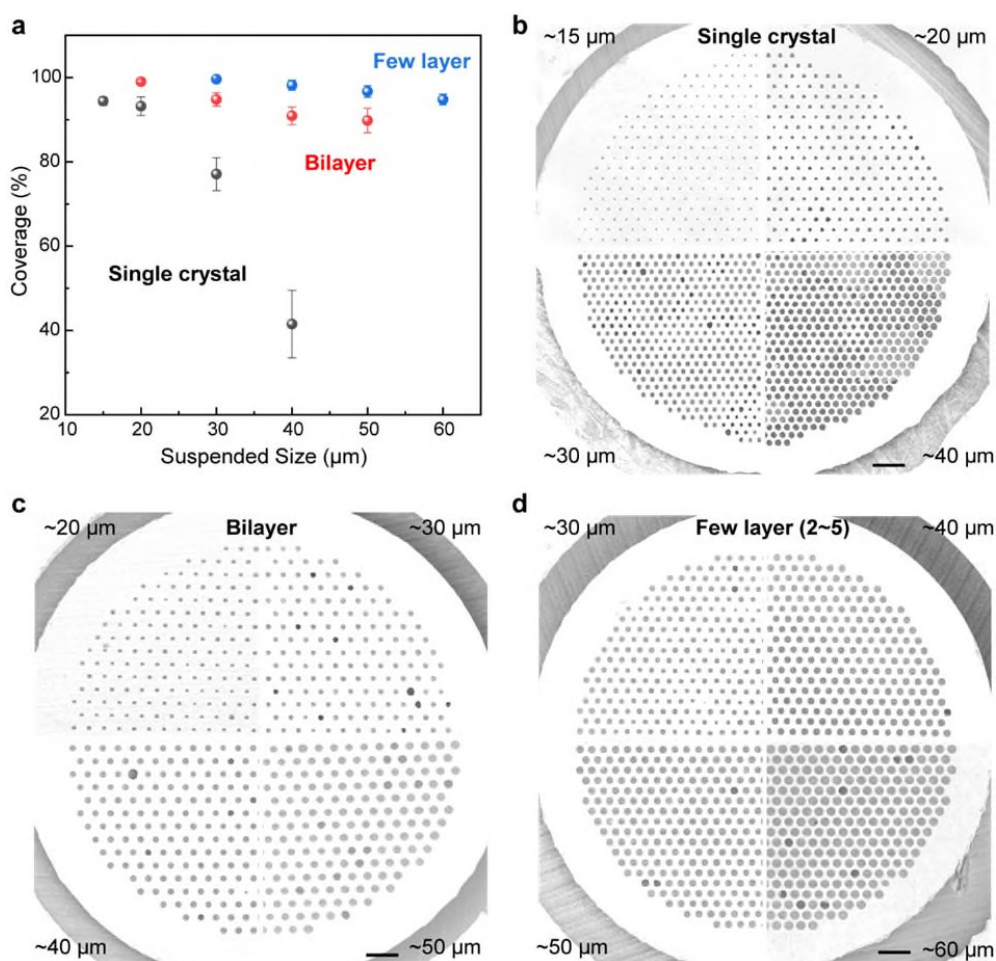 a
Few layer
Bilayer
Single crystal
Coverage (%)
100
80
60
40
20
10
20
30
40
50
60
Suspended Size (μm)
b
~15 μm
Single crystal
~20 μm
~30 μm
~40 μm
c
~20 μm
Bilayer
~30 μm
~40 μm
~50 μm
d
~30 μm
Few layer (2~5)
~40 μm
~50 μm
~60 μm